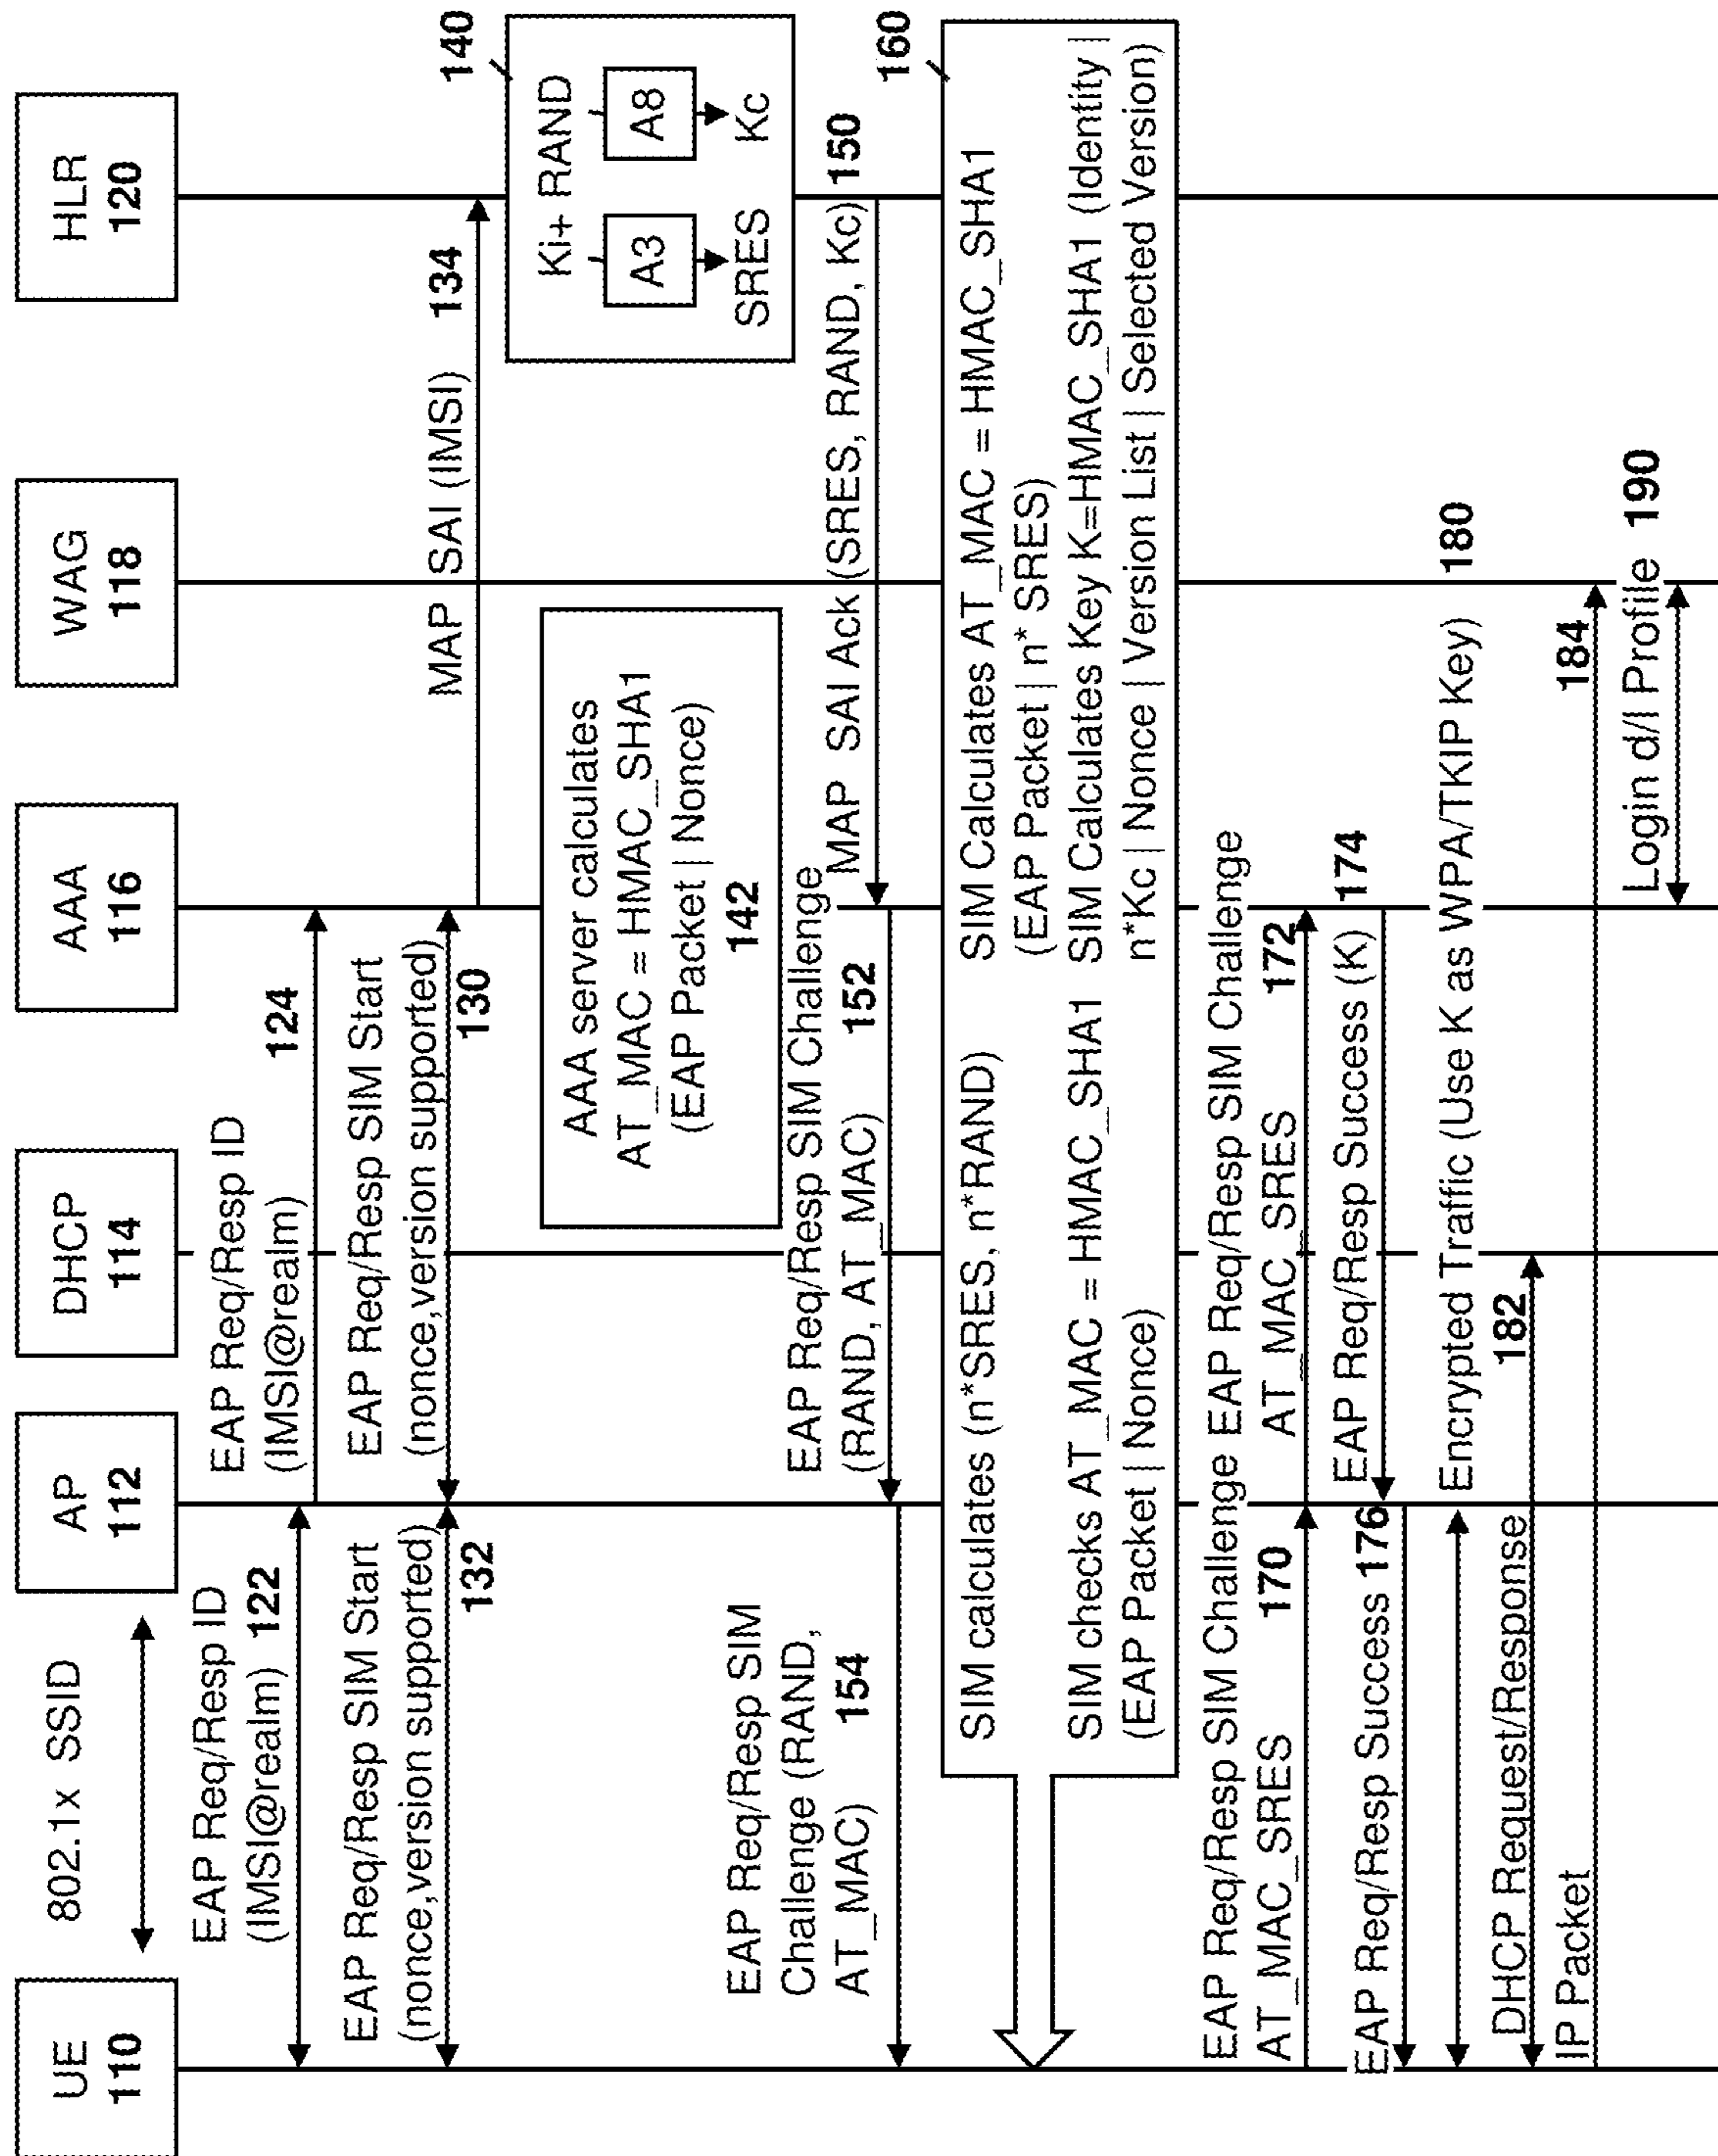 UE
110
802.1x SSID
AP
112
DHCP
114
AAA
116
WAG
118
HLR
120
EAP Req/Resp ID
(IMSI@realm) 122
EAP Req/Resp ID
(IMSI@realm)
124
EAP Req/Resp SIM Start
(nonce,version supported)
132
EAP Req/Resp SIM Start
(nonce,version supported)
130
MAP SAI (IMSI) 134
140
Ki+ RAND
A3
A8
SRES
Kc
AAA server calculates
AT_MAC = HMAC_SHA1
(EAP Packet | Nonce)
142
MAP SAI Ack (SRES, RAND, Kc) 150
EAP Req/Resp SIM Challenge
(RAND, AT_MAC) 152
EAP Req/Resp SIM
Challenge (RAND,
AT_MAC) 154
160
SIM calculates (n*SRES, n*RAND)
SIM checks AT_MAC = HMAC_SHA1
(EAP Packet | Nonce)
SIM Calculates AT_MAC = HMAC_SHA1
(EAP Packet | n* SRES)
SIM Calculates Key K=HMAC_SHA1 (Identity |
n*Kc | Nonce | Version List | Selected Version)
EAP Req/Resp SIM Challenge
AT_MAC_SRES 170
EAP Req/Resp SIM Challenge
AT_MAC_SRES 172
EAP Req/Resp Success (K) 174
EAP Req/Resp Success 176
Encrypted Traffic (Use K as WPA/TKIP Key) 180
DHCP Request/Response
182
IP Packet
184
Login d/l Profile 190